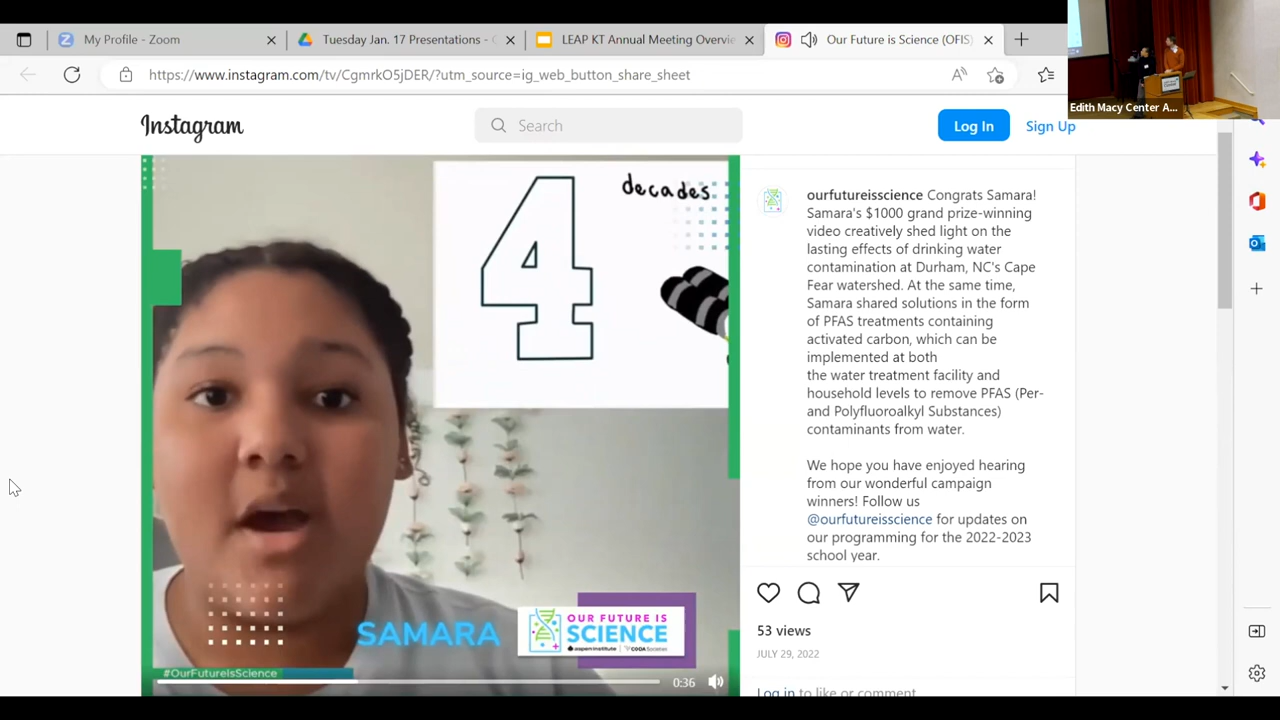 My Profile - Zoom
Tuesday Jan. 17 Presentations -
LEAP KT Annual Meeting Overvie
Our Future is Science (OFIS)
Edith Macy Center A...
https://www.instagram.com/tv/CgmrkO5jDER/?utm_source=ig_web_button_share_sheet
Instagram
Search
Log In
Sign Up
4
decades
SAMARA
OUR FUTURE IS
SCIENCE
aspen institute
CODA Societies
#OurFutureIsScience
0:36
ourfutureisscience Congrats Samara!
Samara's $1000 grand prize-winning
video creatively shed light on the
lasting effects of drinking water
contamination at Durham, NC's Cape
Fear watershed. At the same time,
Samara shared solutions in the form
of PFAS treatments containing
activated carbon, which can be
implemented at both
the water treatment facility and
household levels to remove PFAS (Per-
and Polyfluoroalkyl Substances)
contaminants from water.
We hope you have enjoyed hearing
from our wonderful campaign
winners! Follow us
@ourfutureisscience for updates on
our programming for the 2022-2023
school year.
53 views
JULY 29, 2022
Log in to like or comment.